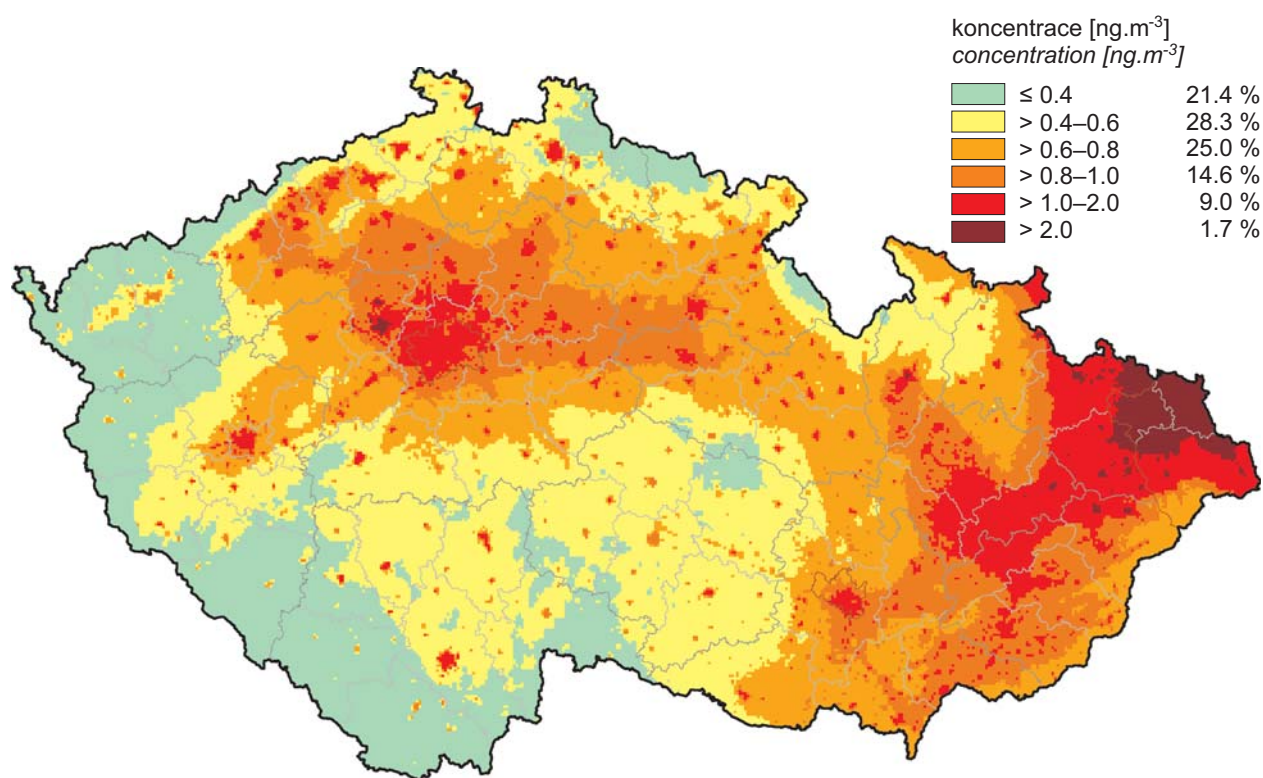 koncentrace [ng.m⁻³]
concentration [ng.m⁻³]
≤ 0.4 21.4 %
> 0.4–0.6 28.3 %
> 0.6–0.8 25.0 %
> 0.8–1.0 14.6 %
> 1.0–2.0 9.0 %
> 2.0 1.7 %